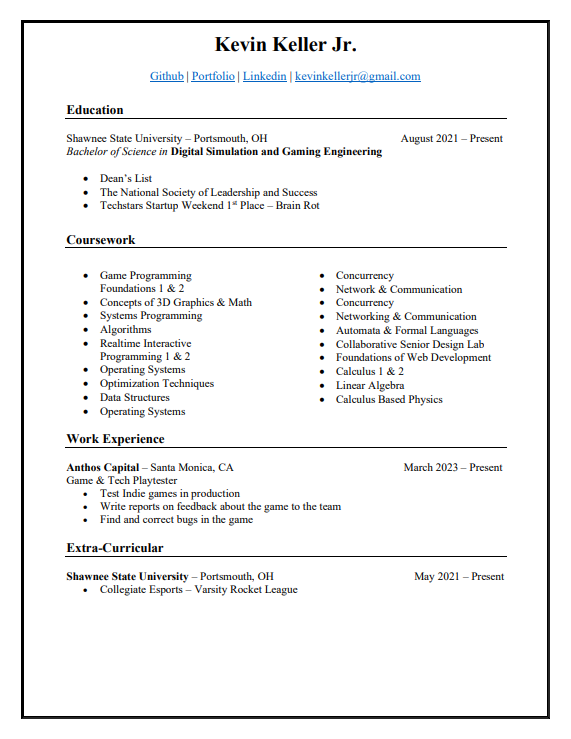 Kevin Keller Jr.
Github | Portfolio | Linkedin | kevinkellerjr@gmail.com
Education
Shawnee State University – Portsmouth, OH August 2021 – Present
Bachelor of Science in Digital Simulation and Gaming Engineering
• Dean's List
• The National Society of Leadership and Success
• Techstars Startup Weekend 1st Place – Brain Rot
Coursework
• Game Programming
Foundations 1 & 2
• Concepts of 3D Graphics & Math
• Systems Programming
• Algorithms
• Realtime Interactive
Programming 1 & 2
• Operating Systems
• Optimization Techniques
• Data Structures
• Operating Systems
• Concurrency
• Network & Communication
• Concurrency
• Networking & Communication
• Automata & Formal Languages
• Collaborative Senior Design Lab
• Foundations of Web Development
• Calculus 1 & 2
• Linear Algebra
• Calculus Based Physics
Work Experience
Anthos Capital – Santa Monica, CA March 2023 – Present
Game & Tech Playtester
• Test Indie games in production
• Write reports on feedback about the game to the team
• Find and correct bugs in the game
Extra-Curricular
Shawnee State University – Portsmouth, OH May 2021 – Present
• Collegiate Esports – Varsity Rocket League